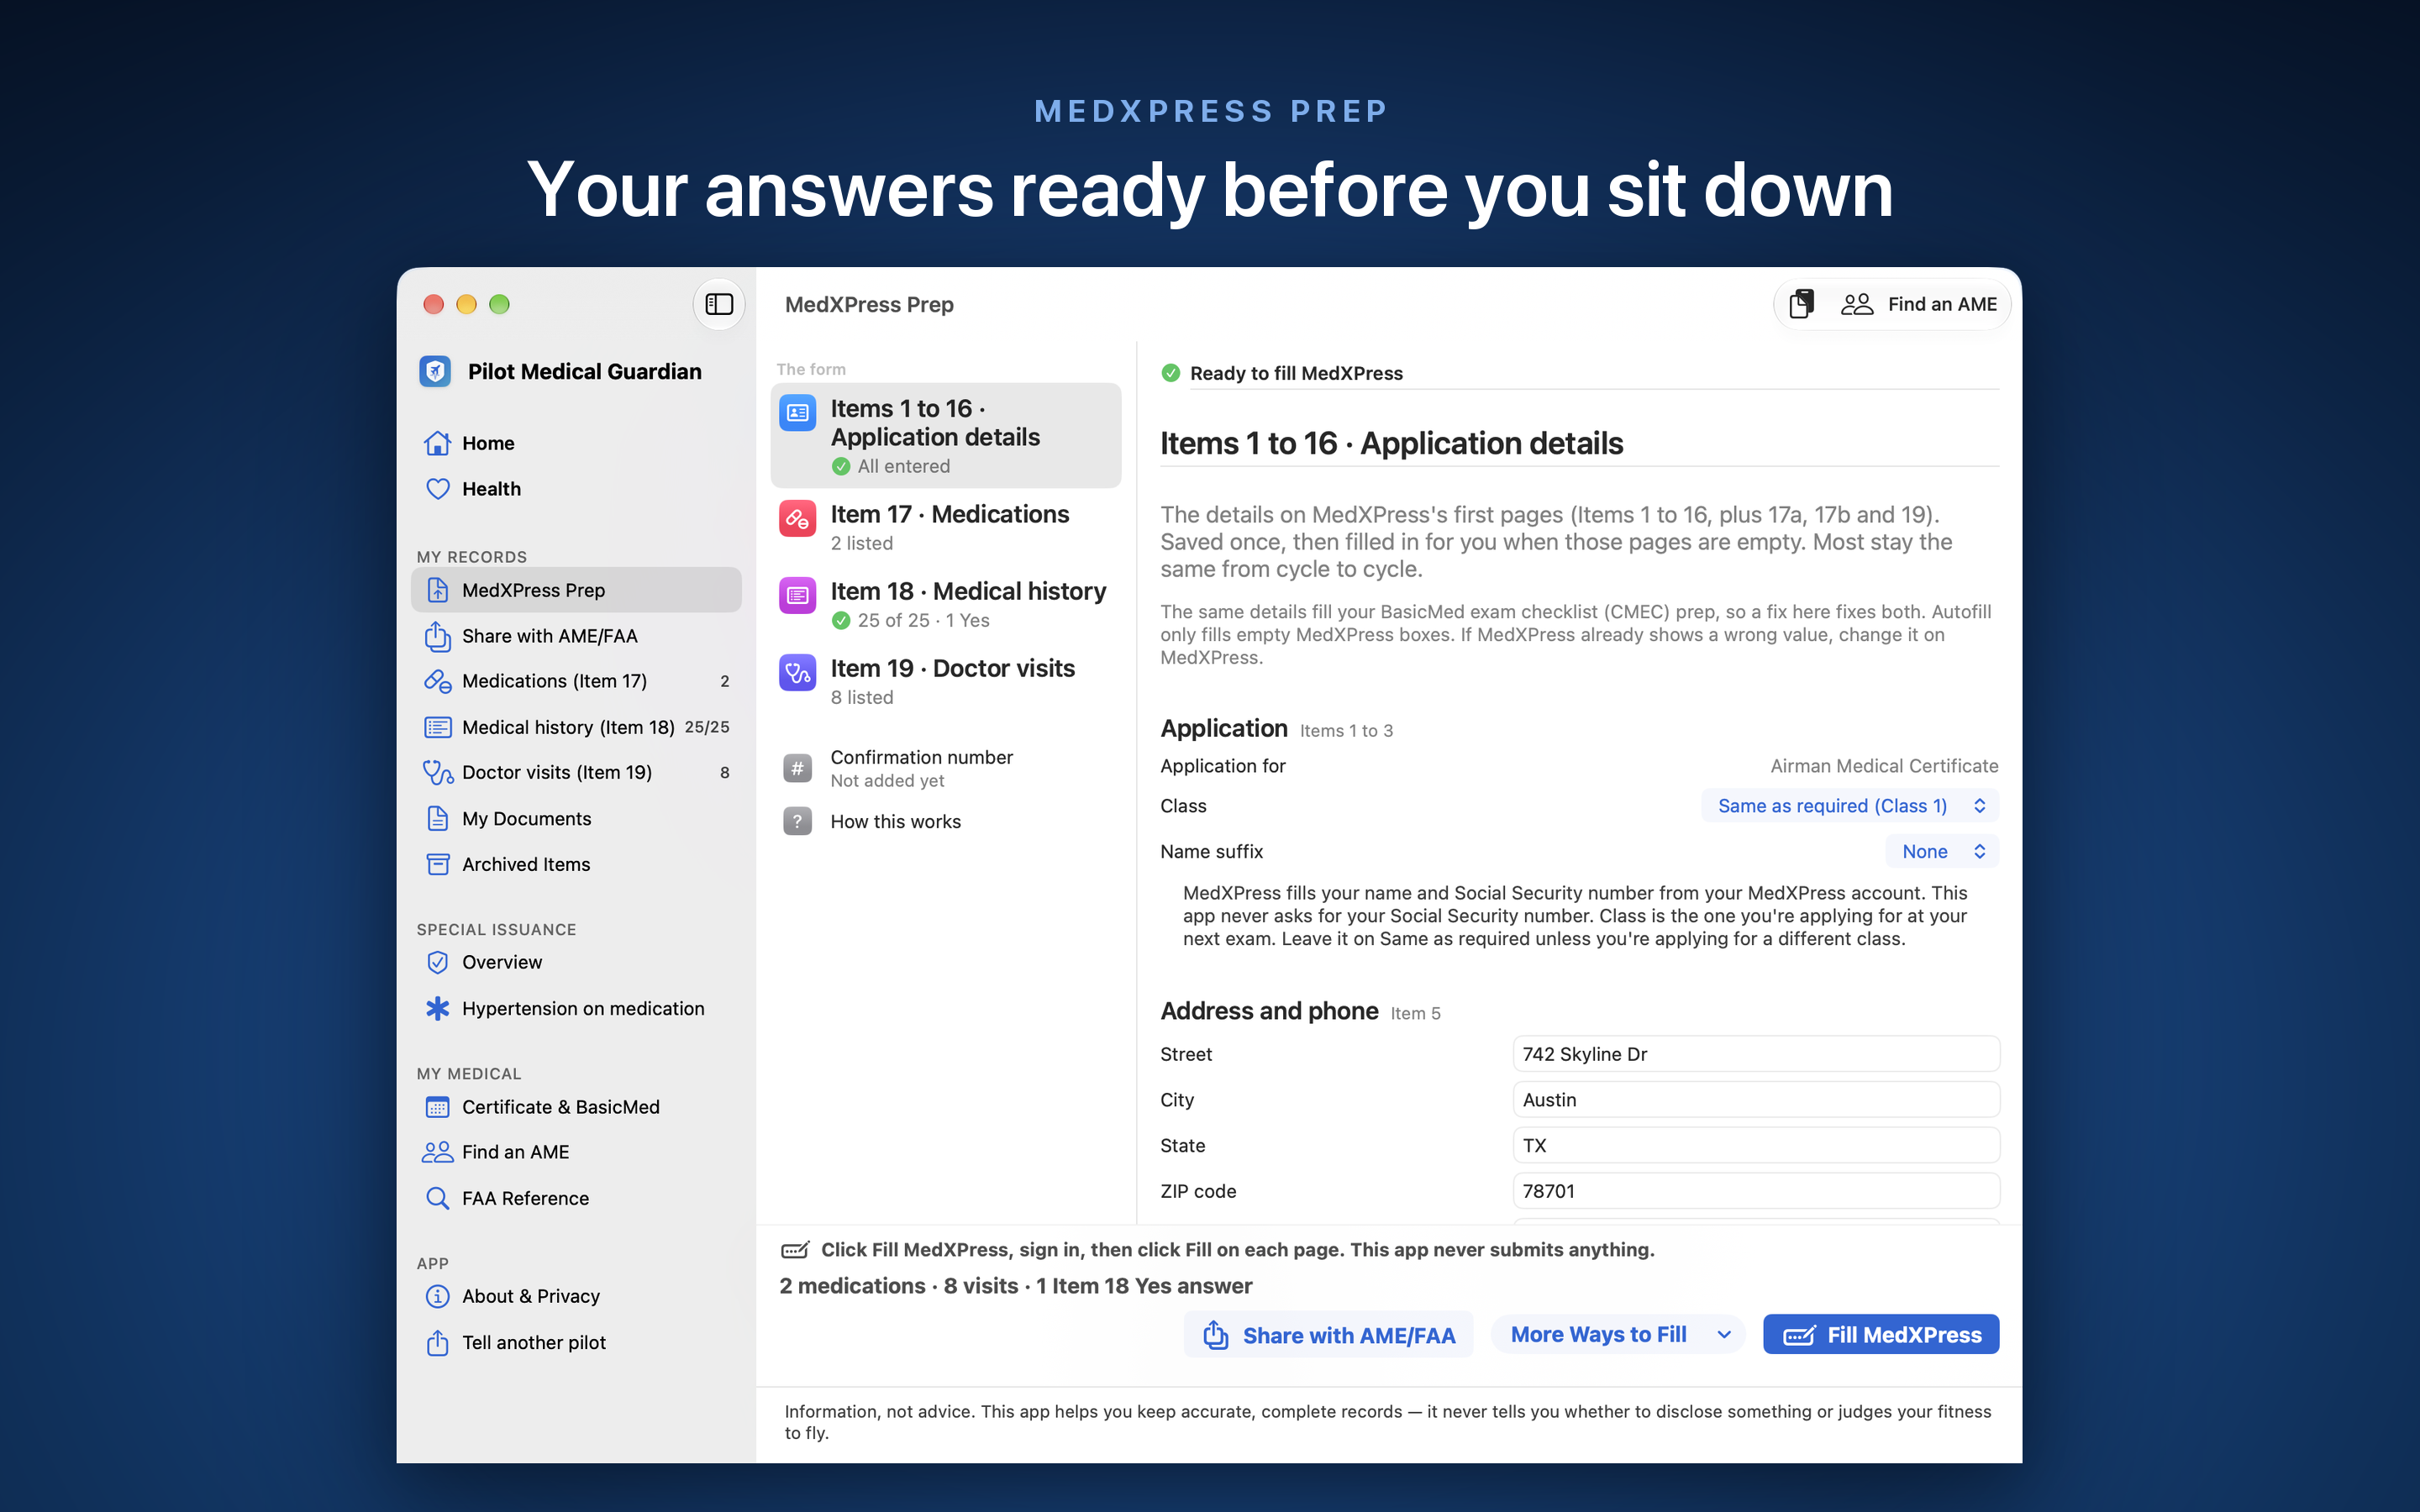 MEDXPRESS PREP
Your answers ready before you sit down
Pilot Medical Guardian
Home
Health
MY RECORDS
MedXPress Prep
Share with AME/FAA
Medications (Item 17) 2
Medical history (Item 18) 25/25
Doctor visits (Item 19) 8
My Documents
Archived Items
SPECIAL ISSUANCE
Overview
Hypertension on medication
MY MEDICAL
Certificate & BasicMed
Find an AME
FAA Reference
APP
About & Privacy
Tell another pilot
MedXPress Prep
Find an AME
The form
Items 1 to 16 ·
Application details
All entered
Item 17 · Medications
2 listed
Item 18 · Medical history
25 of 25 · 1 Yes
Item 19 · Doctor visits
8 listed
#
Confirmation number
Not added yet
?
How this works
Ready to fill MedXPress
Items 1 to 16 · Application details
The details on MedXPress's first pages (Items 1 to 16, plus 17a, 17b and 19).
Saved once, then filled in for you when those pages are empty. Most stay the
same from cycle to cycle.
The same details fill your BasicMed exam checklist (CMEC) prep, so a fix here fixes both. Autofill
only fills empty MedXPress boxes. If MedXPress already shows a wrong value, change it on
MedXPress.
Application Items 1 to 3
Application for Airman Medical Certificate
Class Same as required (Class 1)
Name suffix None
MedXPress fills your name and Social Security number from your MedXPress account. This
app never asks for your Social Security number. Class is the one you're applying for at your
next exam. Leave it on Same as required unless you're applying for a different class.
Address and phone Item 5
Street 742 Skyline Dr
City Austin
State TX
ZIP code 78701
Click Fill MedXPress, sign in, then click Fill on each page. This app never submits anything.
2 medications · 8 visits · 1 Item 18 Yes answer
Share with AME/FAA
More Ways to Fill
Fill MedXPress
Information, not advice. This app helps you keep accurate, complete records — it never tells you whether to disclose something or judges your fitness
to fly.